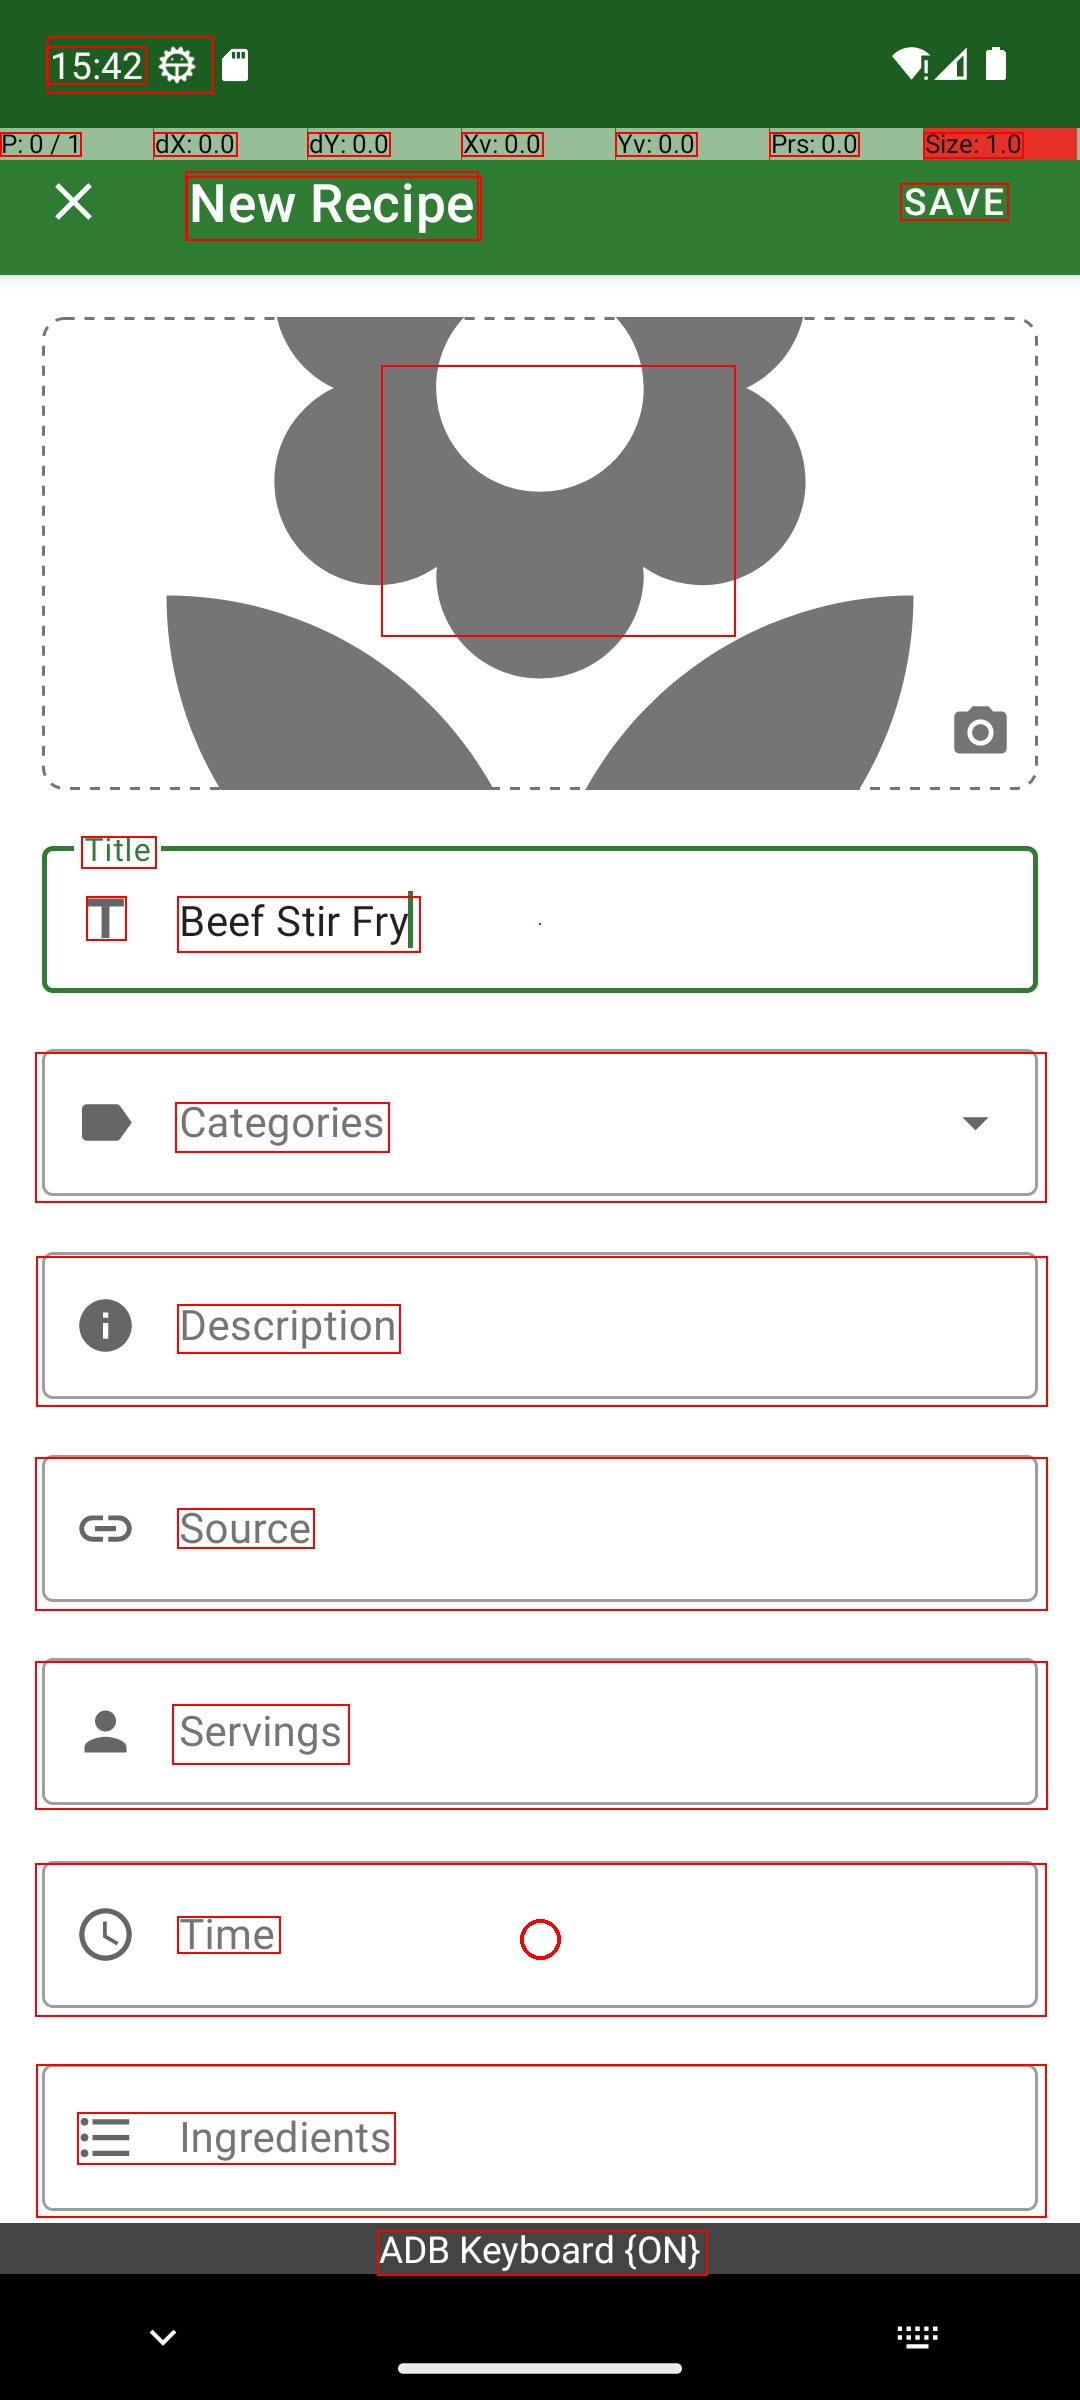 15:42
P: 0 / 1 dX: 0.0 dY: 0.0 Xv: 0.0 Yv: 0.0 Prs: 0.0 Size: 1.0
New Recipe SAVE
Title
Beef Stir Fry
Categories
Description
Source
Servings
Time
Ingredients
ADB Keyboard {ON}